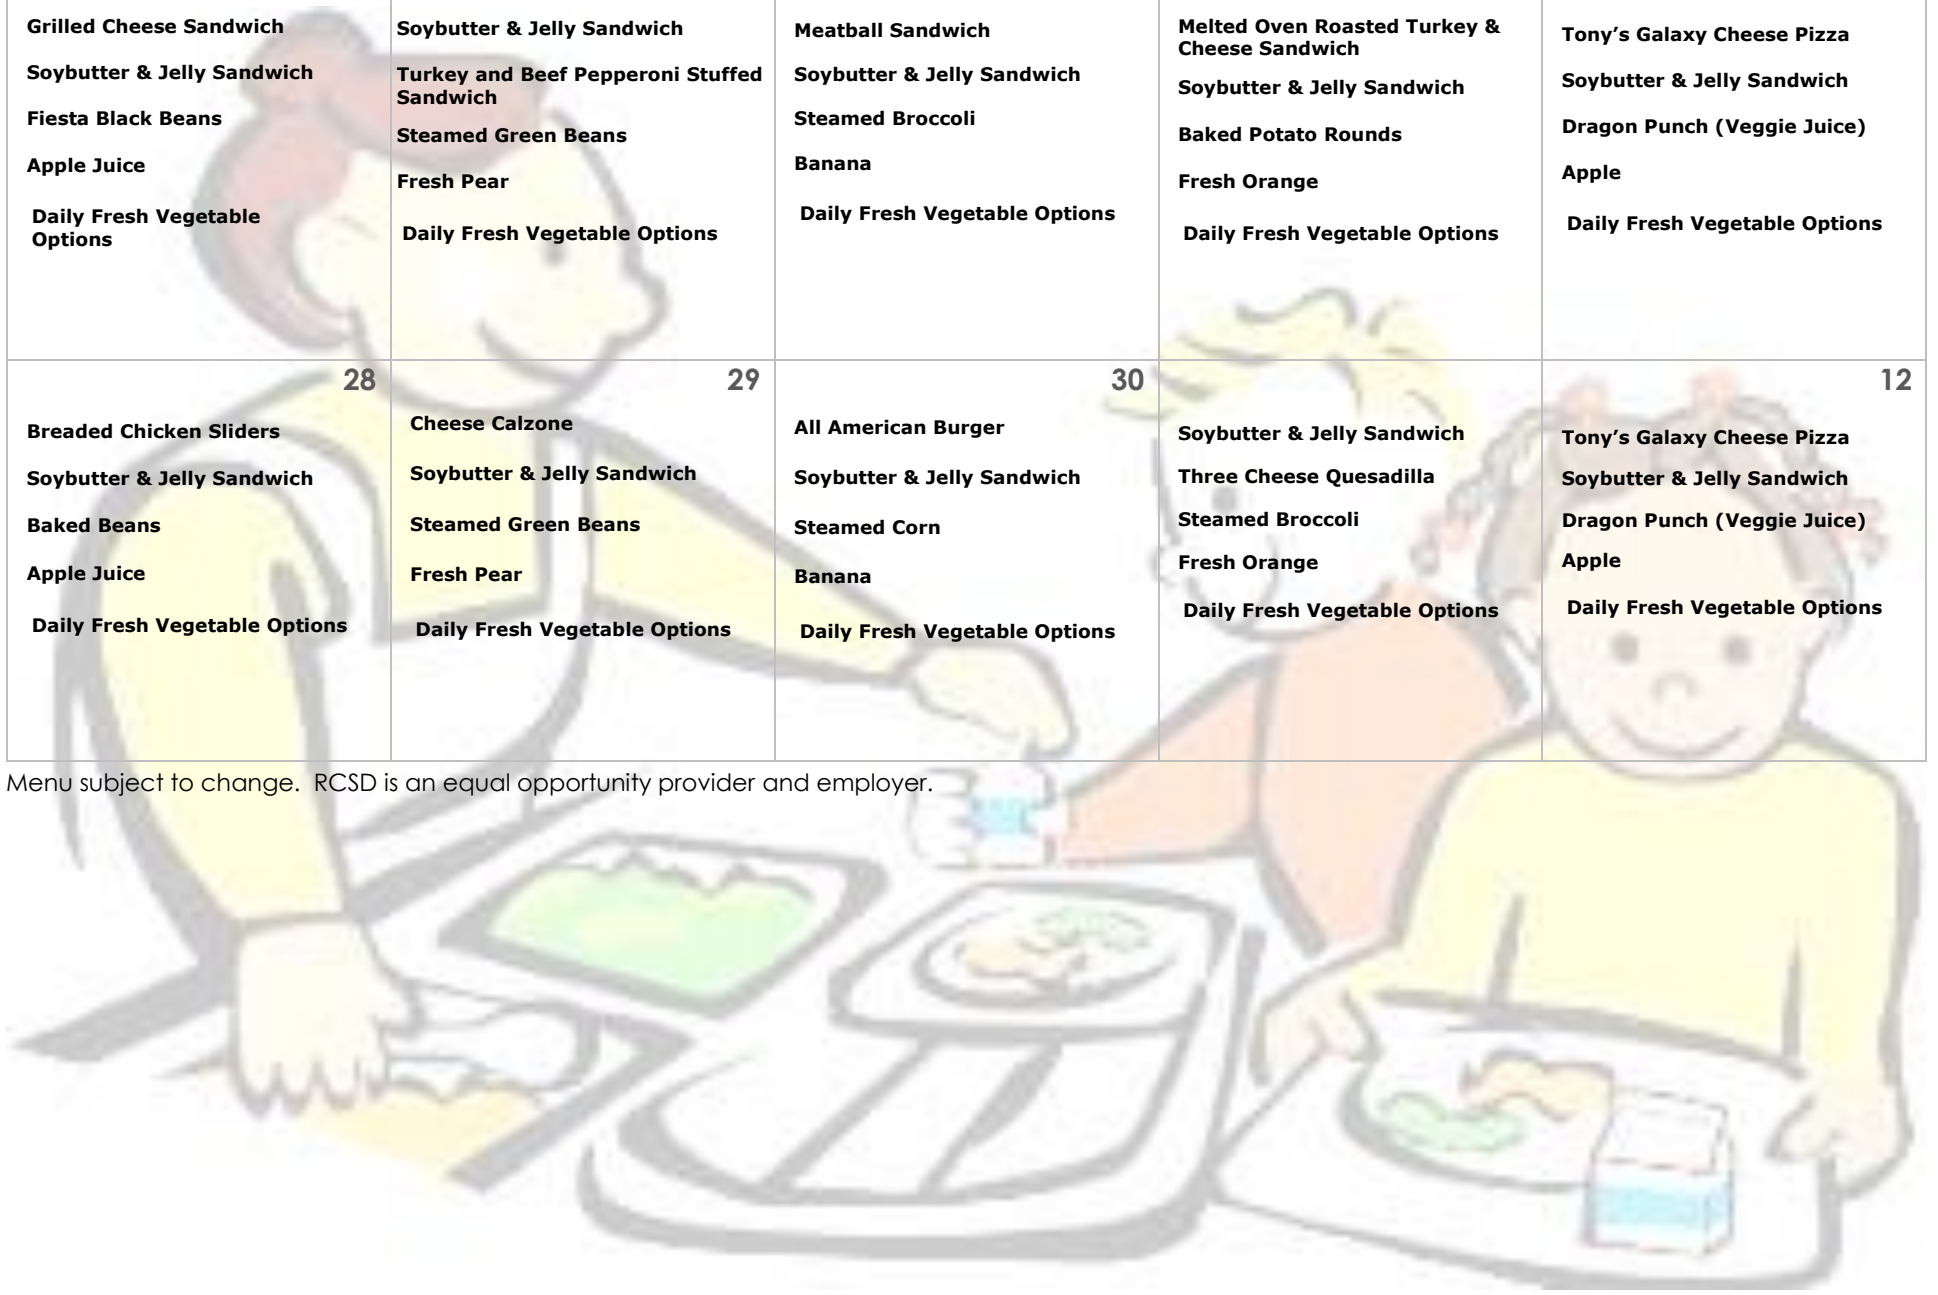 Grilled Cheese Sandwich
Soybutter & Jelly Sandwich
Fiesta Black Beans
Apple Juice
Daily Fresh Vegetable
Options
Soybutter & Jelly Sandwich
Turkey and Beef Pepperoni Stuffed
Sandwich
Steamed Green Beans
Fresh Pear
Daily Fresh Vegetable Options
Meatball Sandwich
Soybutter & Jelly Sandwich
Steamed Broccoli
Banana
Daily Fresh Vegetable Options
Melted Oven Roasted Turkey &
Cheese Sandwich
Soybutter & Jelly Sandwich
Baked Potato Rounds
Fresh Orange
Daily Fresh Vegetable Options
Tony’s Galaxy Cheese Pizza
Soybutter & Jelly Sandwich
Dragon Punch (Veggie Juice)
Apple
Daily Fresh Vegetable Options
28
Breaded Chicken Sliders
Soybutter & Jelly Sandwich
Baked Beans
Apple Juice
Daily Fresh Vegetable Options
29
Cheese Calzone
Soybutter & Jelly Sandwich
Steamed Green Beans
Fresh Pear
Daily Fresh Vegetable Options
30
All American Burger
Soybutter & Jelly Sandwich
Steamed Corn
Banana
Daily Fresh Vegetable Options
Soybutter & Jelly Sandwich
Three Cheese Quesadilla
Steamed Broccoli
Fresh Orange
Daily Fresh Vegetable Options
12
Tony’s Galaxy Cheese Pizza
Soybutter & Jelly Sandwich
Dragon Punch (Veggie Juice)
Apple
Daily Fresh Vegetable Options
Menu subject to change.  RCSD is an equal opportunity provider and employer.